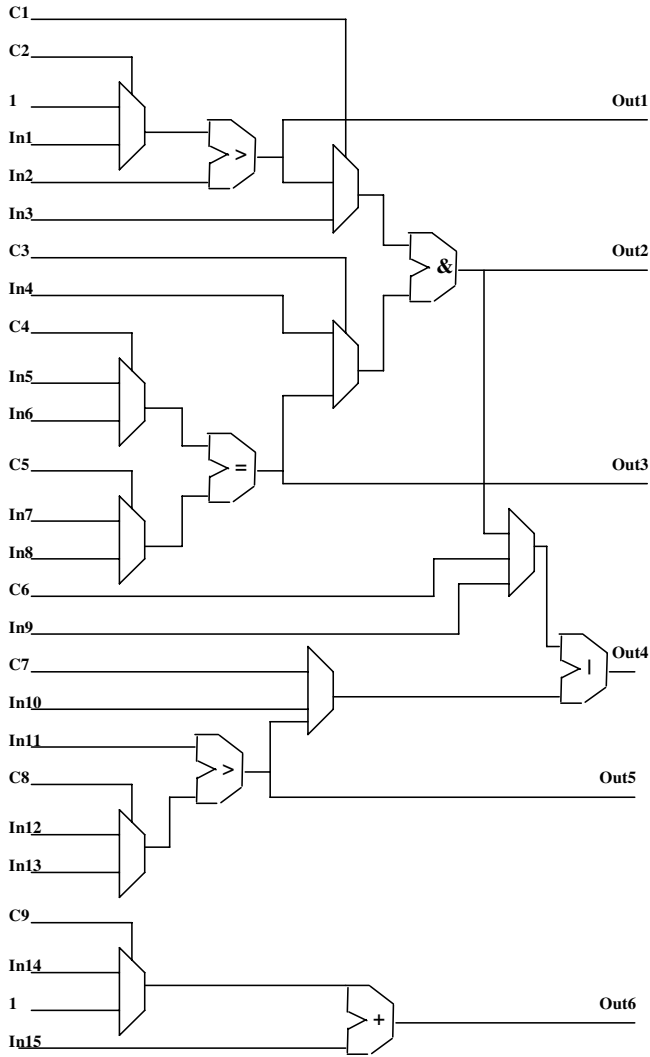 C1
C2
1
Out1
In1
>
In2
In3
C3
&
Out2
In4
C4
In5
In6
C5
=
Out3
In7
In8
C6
In9
C7
|
Out4
In10
In11
>
C8
Out5
In12
In13
C9
In14
1
+
Out6
In15